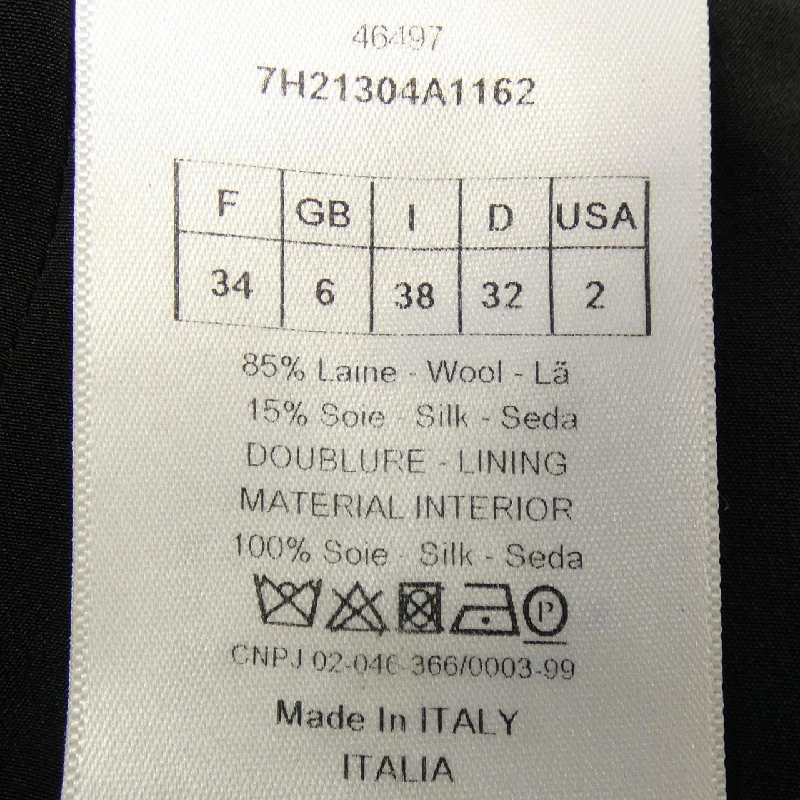 46497
7H21304A1162
F GB I D USA
34 6 38 32 2
85% Laine - Wool - Lã
15% Soie - Silk - Seda
DOUBLURE - LINING
MATERIAL INTERIOR
100% Soie - Silk - Seda
P
CNPJ 02-046-366/0003-99
Made In ITALY
ITALIA